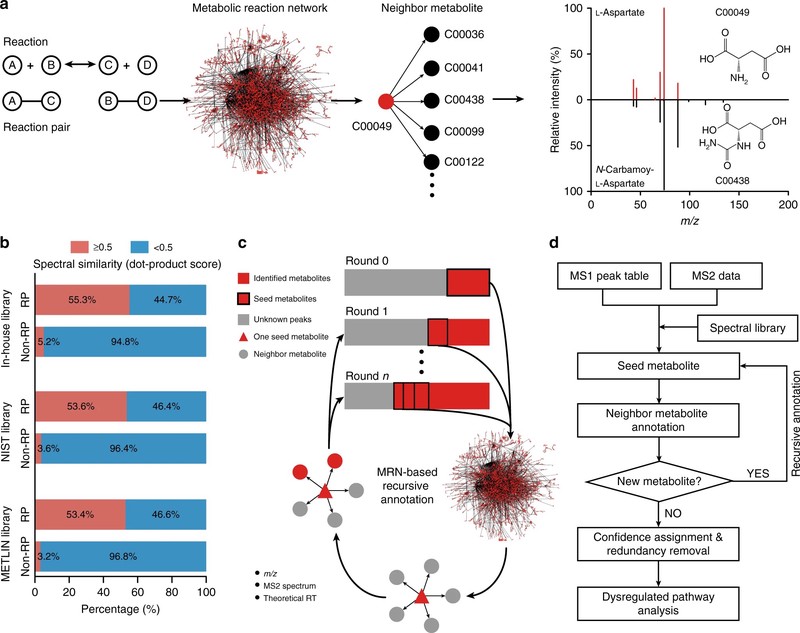 a
Metabolic reaction network
Neighbor metabolite
Reaction
A + B C + D
A C B D
Reaction pair
C00049
C00036
C00041
C00438
C00099
C00122
Relative intensity (%)
100
50
0
50
100
L-Aspartate
C00049
OH
O
O
OH
NH2
O
HO
O
OH
H2N
NH
O
N-Carbamoy-
L-Aspartate
C00438
0 50 100 150 200
m/z
b
≥0.5 <0.5
Spectral similarity (dot-product score)
In-house library
RP
55.3% 44.7%
Non-RP
5.2% 94.8%
NIST library
RP
53.6% 46.4%
Non-RP
3.6% 96.4%
METLIN library
RP
53.4% 46.6%
Non-RP
3.2% 96.8%
0 20 40 60 80 100
Percentage (%)
c
Identified metabolites
Seed metabolites
Unknown peaks
One seed metabolite
Neighbor metabolite
Round 0
Round 1
Round n
MRN-based
recursive
annotation
m/z
MS2 spectrum
Theoretical RT
d
MS1 peak table
MS2 data
Spectral library
Seed metabolite
Neighbor metabolite
annotation
New metabolite?
YES
Recursive annotation
NO
Confidence assignment &
redundancy removal
Dysregulated pathway
analysis